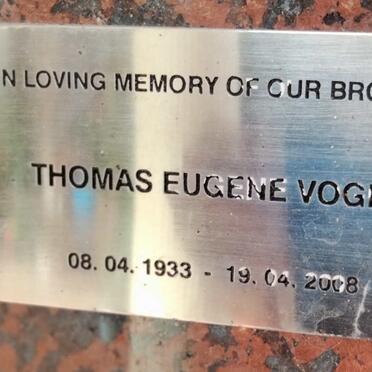 N LOVING MEMORY OF OUR BRO
THOMAS EUGENE VOG
08.04.1933 - 19.04.2008